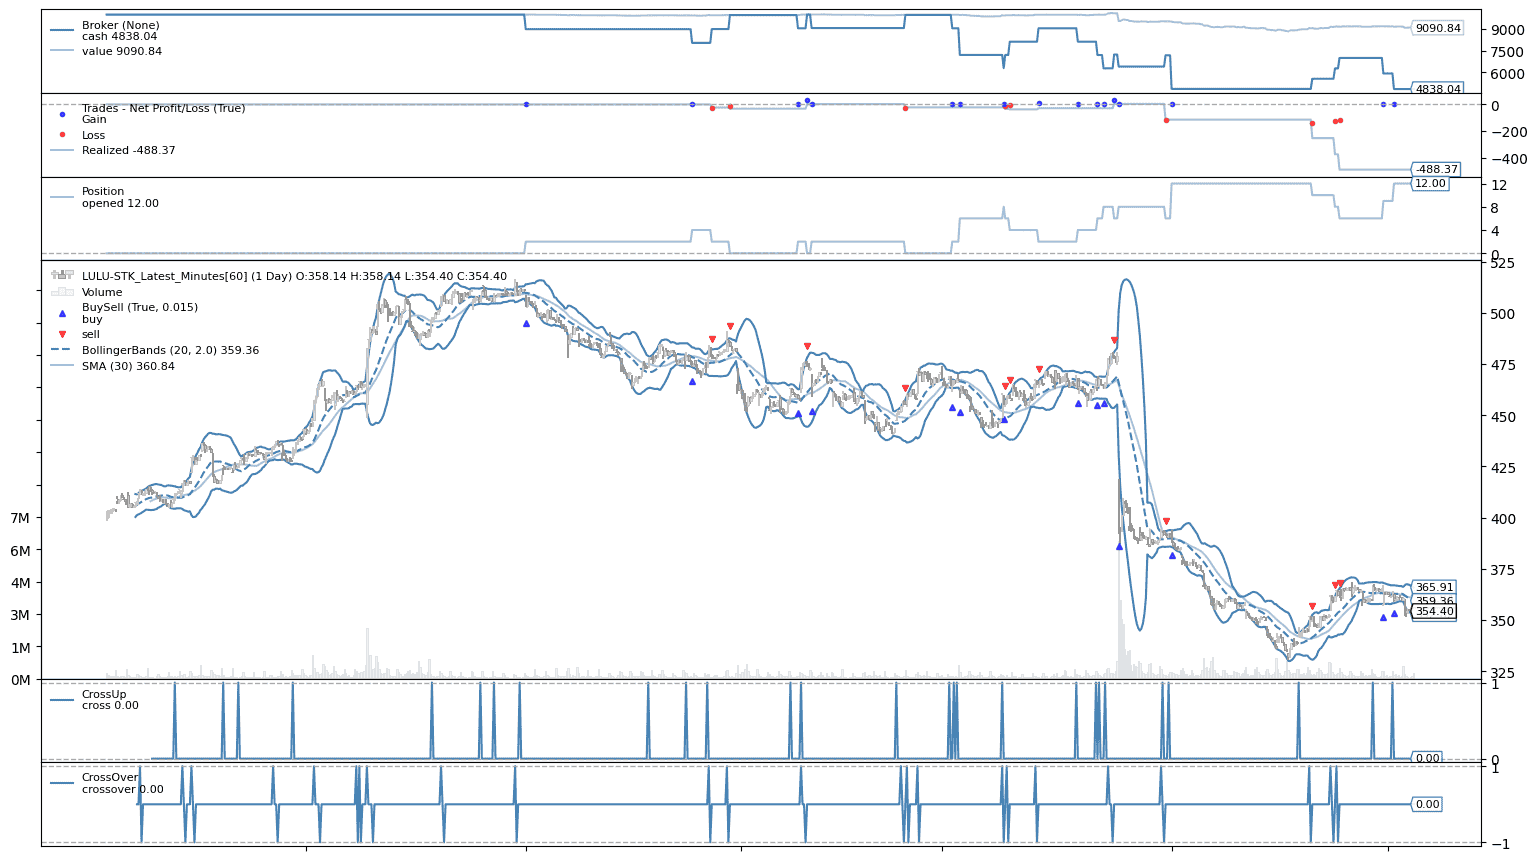 Broker (None)
cash 4838.04
value 9090.84
9090.84
4838.04
9000
7500
6000
Trades - Net Profit/Loss (True)
Gain
Loss
Realized -488.37
0
−200
−400
-488.37
Position
opened 12.00
12.00
12
8
4
0
LULU-STK_Latest_Minutes[60] (1 Day) O:358.14 H:358.14 L:354.40 C:354.40
Volume
BuySell (True, 0.015)
buy
sell
BollingerBands (20, 2.0) 359.36
SMA (30) 360.84
525
500
475
450
425
400
375
350
325
365.91
359.36
354.40
7M
6M
4M
3M
1M
0M
CrossUp
cross 0.00
1
0
0.00
CrossOver
crossover 0.00
1
0.00
−1